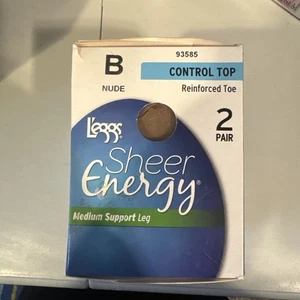 93585
B
NUDE
CONTROL TOP
Reinforced Toe
2
PAIR
L'eggs
Sheer
Energy®
Medium Support Leg